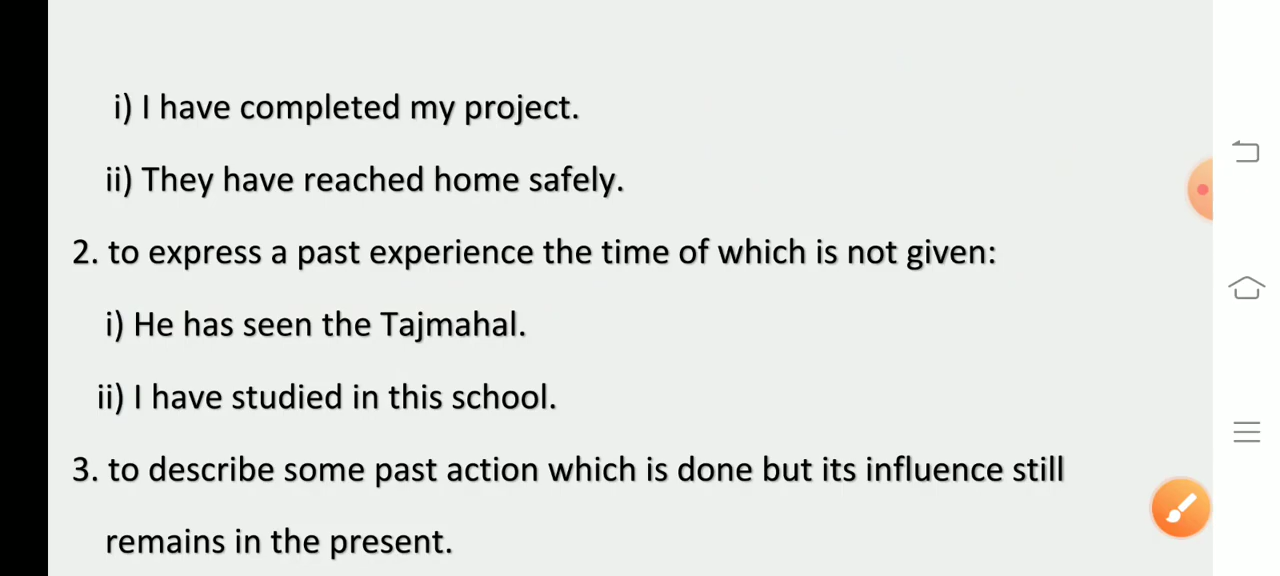 i) I have completed my project.
ii) They have reached home safely.
2. to express a past experience the time of which is not given:
i) He has seen the Tajmahal.
ii) I have studied in this school.
3. to describe some past action which is done but its influence still
remains in the present.